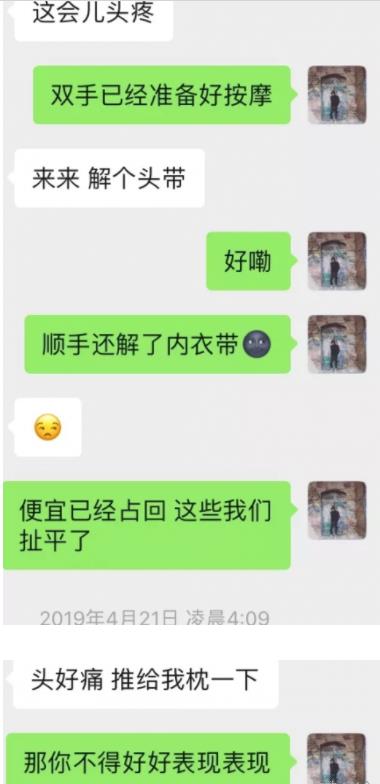 这会儿头疼
双手已经准备好按摩
来来 解个头带
好嘞
顺手还解了内衣带🌚
😒
便宜已经占回 这些我们
扯平了
2019年4月21日 凌晨4:09
头好痛 推给我枕一下
那你不得好好表现表现